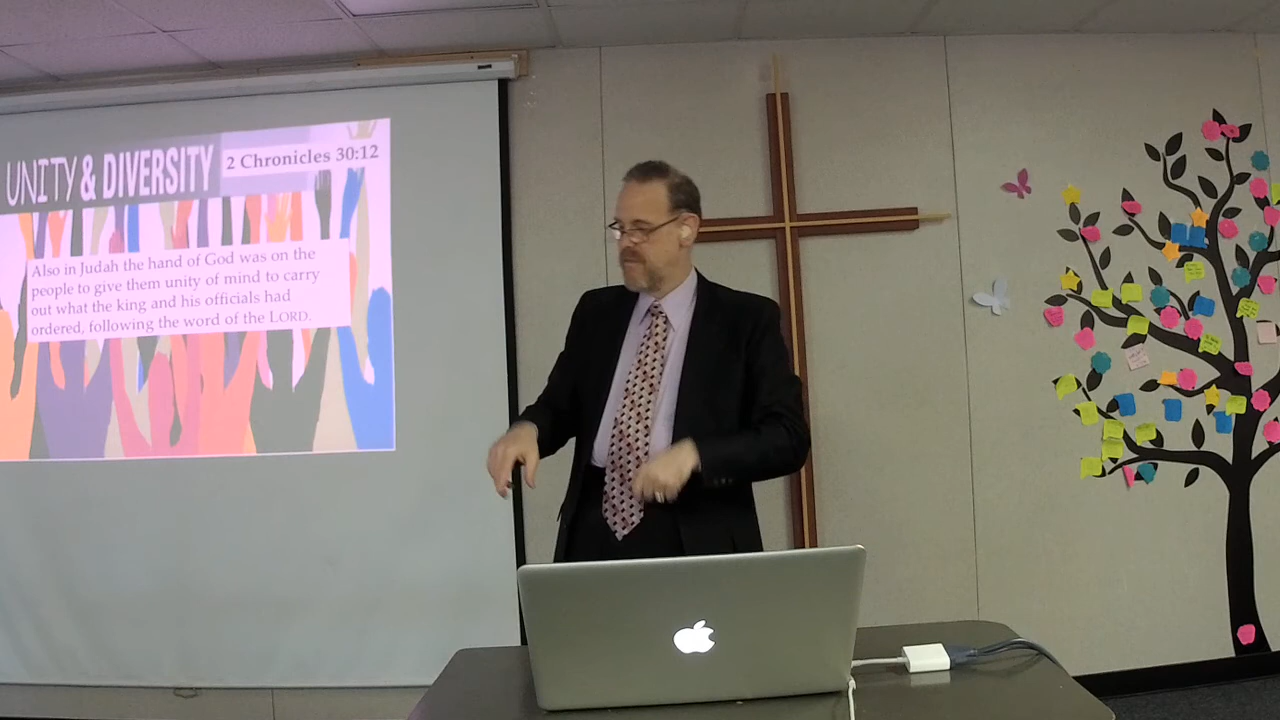 UNITY & DIVERSITY
2 Chronicles 30:12
Also in Judah the hand of God was on the
people to give them unity of mind to carry
out what the king and his officials had
ordered, following the word of the LORD.